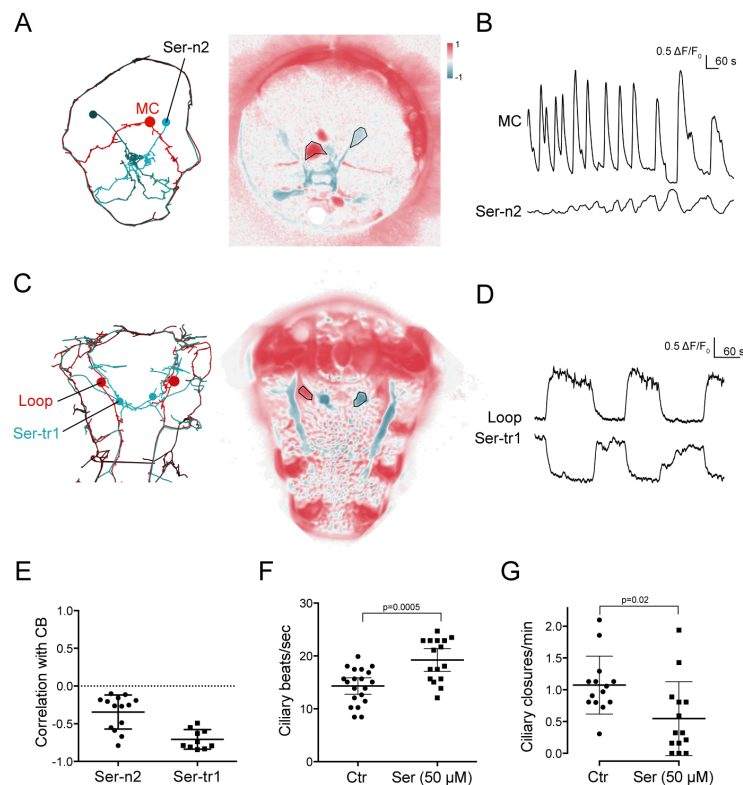 A
Ser-n2
MC
1
-1
B
0.5 ΔF/F0
60 s
MC
Ser-n2
C
Loop
Ser-tr1
D
0.5 ΔF/F0
60 s
Loop
Ser-tr1
E
Correlation with CB
1.0
0.5
0.0
-0.5
-1.0
Ser-n2 Ser-tr1
F
p=0.0005
Ciliary beats/sec
30
20
10
0
Ctr Ser (50 µM)
G
p=0.02
Ciliary closures/min
2.0
1.5
1.0
0.5
0.0
Ctr Ser (50 µM)